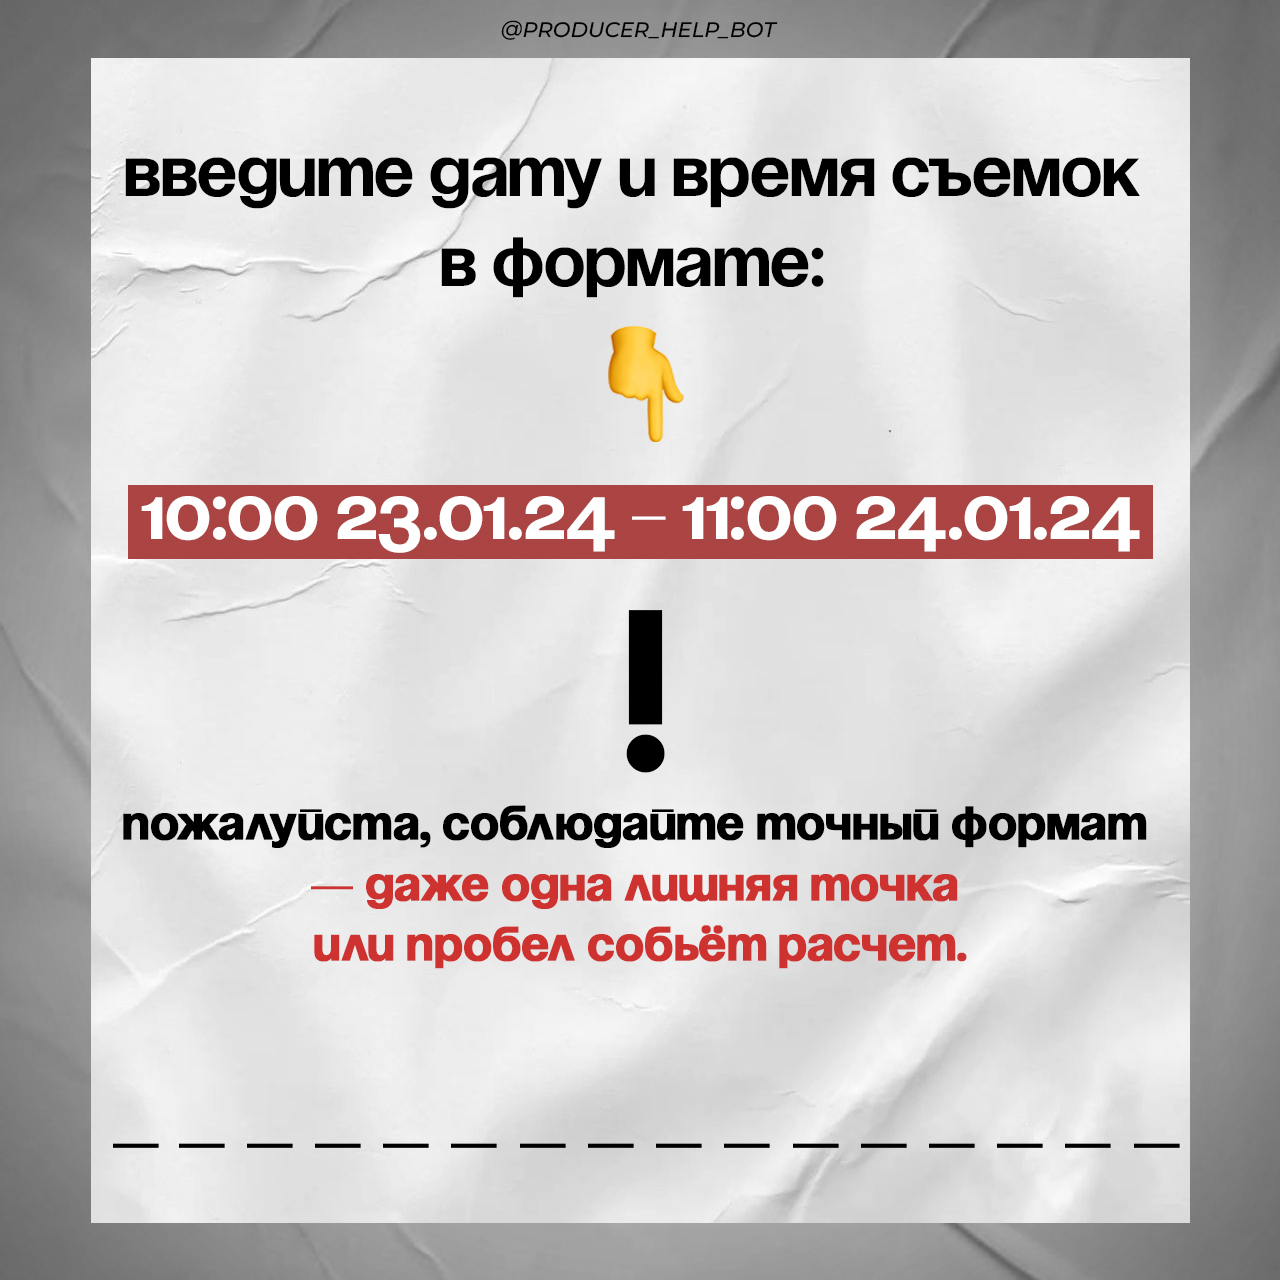 @PRODUCER_HELP_BOT
введите дату и время съемок
в формате:
10:00 23.01.24 – 11:00 24.01.24
!
пожалуйста, соблюдайте точный формат
— даже одна лишняя точка
или пробел собьёт расчет.